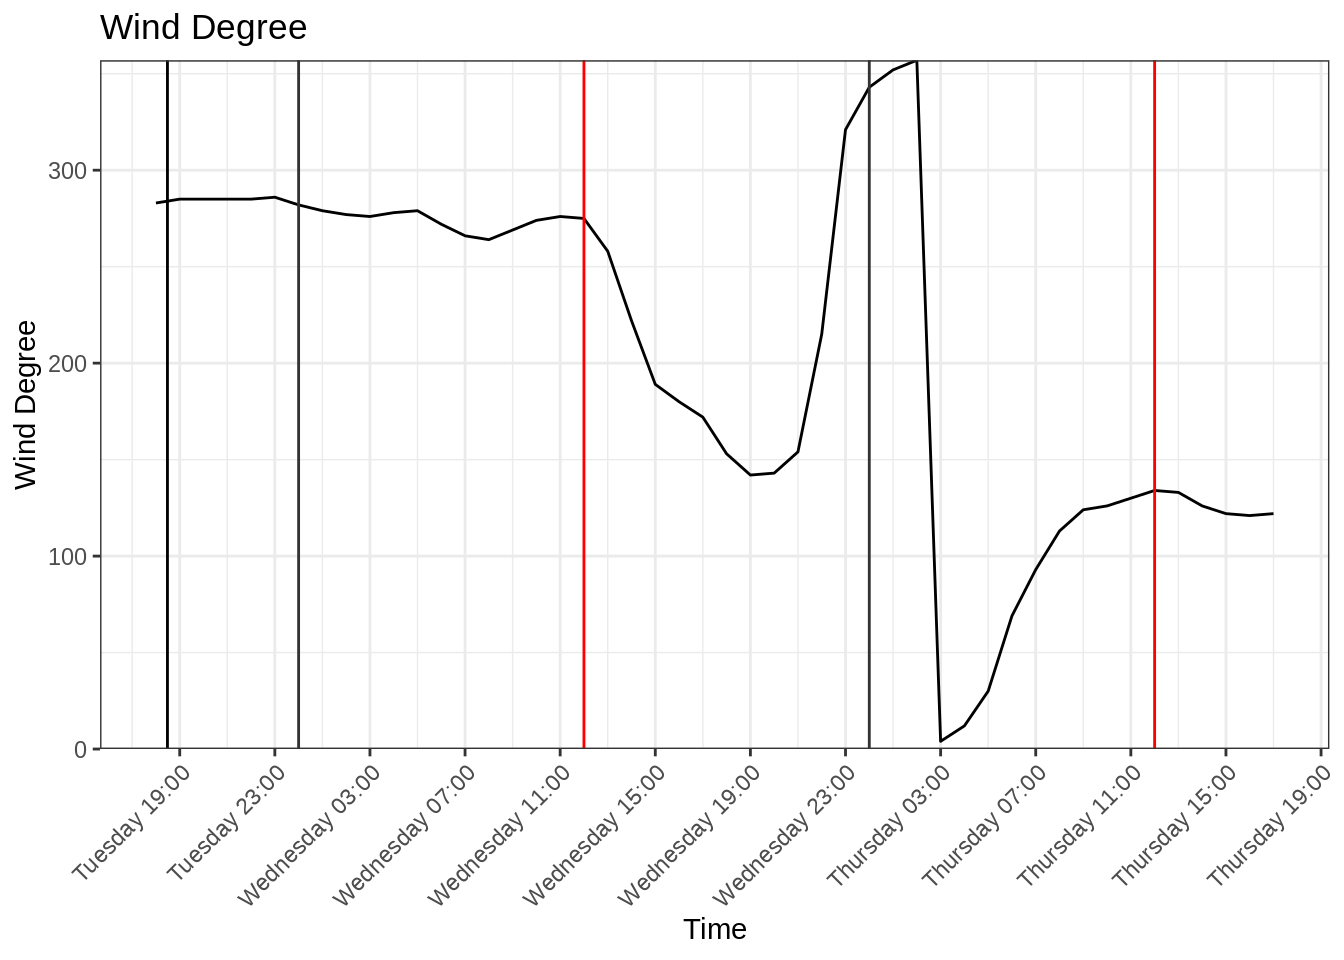 Wind Degree
Wind Degree
300
200
100
0
Tuesday 19:00
Tuesday 23:00
Wednesday 03:00
Wednesday 07:00
Wednesday 11:00
Wednesday 15:00
Wednesday 19:00
Wednesday 23:00
Thursday 03:00
Thursday 07:00
Thursday 11:00
Thursday 15:00
Thursday 19:00
Time